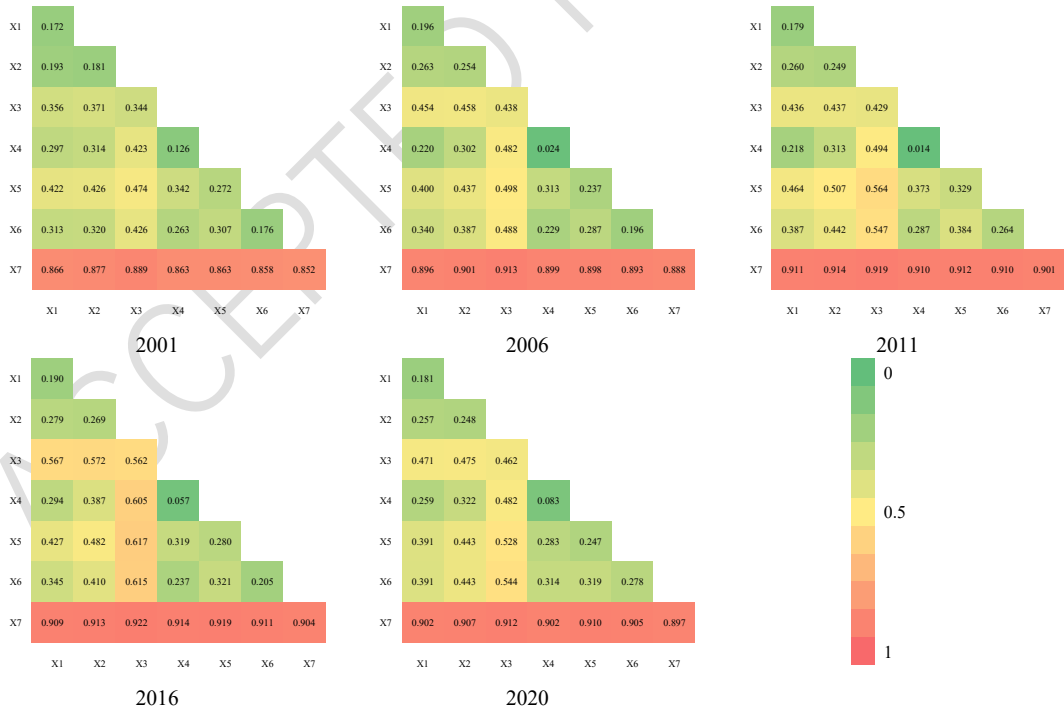 X1 0.172
X2 0.193 0.181
X3 0.356 0.371 0.344
X4 0.297 0.314 0.423 0.126
X5 0.422 0.426 0.474 0.342 0.272
X6 0.313 0.320 0.426 0.263 0.307 0.176
X7 0.866 0.877 0.889 0.863 0.863 0.858 0.852
X1 X2 X3 X4 X5 X6 X7
2001
X1 0.196
X2 0.263 0.254
X3 0.454 0.458 0.438
X4 0.220 0.302 0.482 0.024
X5 0.400 0.437 0.498 0.313 0.237
X6 0.340 0.387 0.488 0.229 0.287 0.196
X7 0.896 0.901 0.913 0.899 0.898 0.893 0.888
X1 X2 X3 X4 X5 X6 X7
2006
X1 0.179
X2 0.260 0.249
X3 0.436 0.437 0.429
X4 0.218 0.313 0.494 0.014
X5 0.464 0.507 0.564 0.373 0.329
X6 0.387 0.442 0.547 0.287 0.384 0.264
X7 0.911 0.914 0.919 0.910 0.912 0.910 0.901
X1 X2 X3 X4 X5 X6 X7
2011
X1 0.190
X2 0.279 0.269
X3 0.567 0.572 0.562
X4 0.294 0.387 0.605 0.057
X5 0.427 0.482 0.617 0.319 0.280
X6 0.345 0.410 0.615 0.237 0.321 0.205
X7 0.909 0.913 0.922 0.914 0.919 0.911 0.904
X1 X2 X3 X4 X5 X6 X7
2016
X1 0.181
X2 0.257 0.248
X3 0.471 0.475 0.462
X4 0.259 0.322 0.482 0.083
X5 0.391 0.443 0.528 0.283 0.247
X6 0.391 0.443 0.544 0.314 0.319 0.278
X7 0.902 0.907 0.912 0.902 0.910 0.905 0.897
X1 X2 X3 X4 X5 X6 X7
2020
0
0.5
1
ACCEPTED